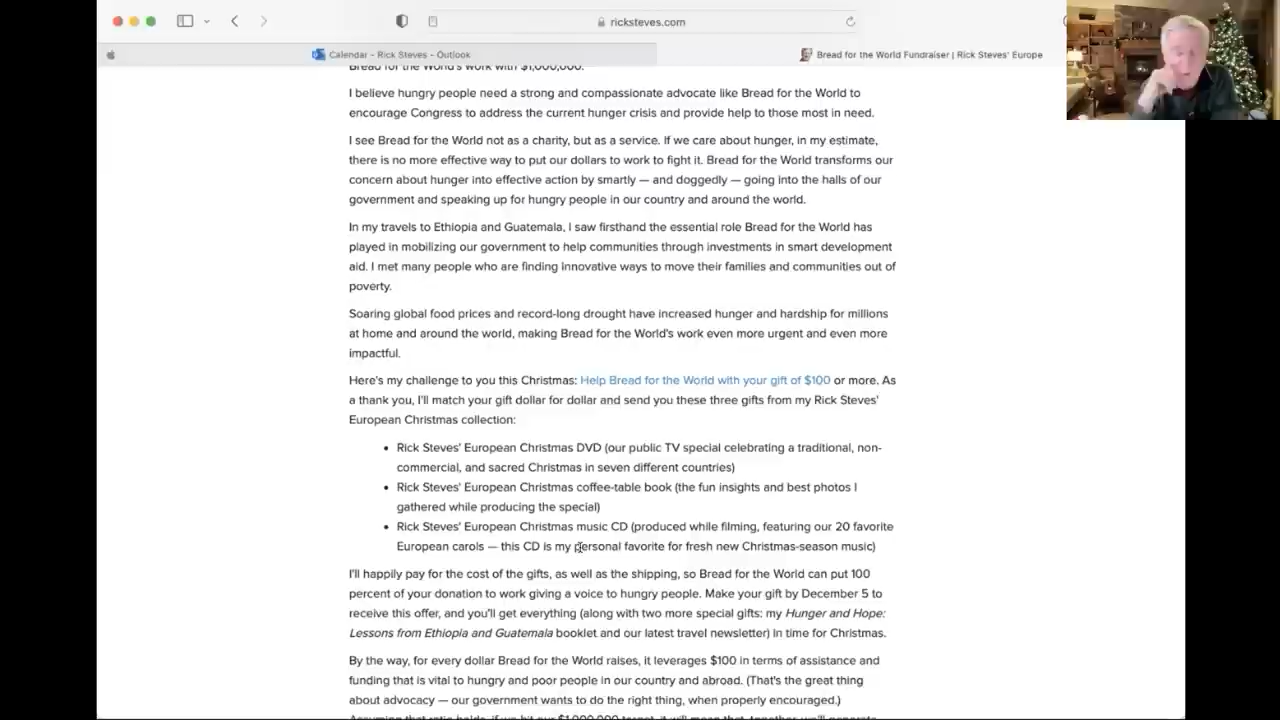 ricksteves.com
Calendar – Rick Steves – Outlook
Bread for the World Fundraiser | Rick Steves' Europe
Bread for the World's work with $1,000,000.
I believe hungry people need a strong and compassionate advocate like Bread for the World to
encourage Congress to address the current hunger crisis and provide help to those most in need.
I see Bread for the World not as a charity, but as a service. If we care about hunger, in my estimate,
there is no more effective way to put our dollars to work to fight it. Bread for the World transforms our
concern about hunger into effective action by smartly — and doggedly — going into the halls of our
government and speaking up for hungry people in our country and around the world.
In my travels to Ethiopia and Guatemala, I saw firsthand the essential role Bread for the World has
played in mobilizing our government to help communities through investments in smart development
aid. I met many people who are finding innovative ways to move their families and communities out of
poverty.
Soaring global food prices and record-long drought have increased hunger and hardship for millions
at home and around the world, making Bread for the World's work even more urgent and even more
impactful.
Here's my challenge to you this Christmas: Help Bread for the World with your gift of $100 or more. As
a thank you, I'll match your gift dollar for dollar and send you these three gifts from my Rick Steves'
European Christmas collection:
• Rick Steves' European Christmas DVD (our public TV special celebrating a traditional, non-
commercial, and sacred Christmas in seven different countries)
• Rick Steves' European Christmas coffee-table book (the fun insights and best photos I
gathered while producing the special)
• Rick Steves' European Christmas music CD (produced while filming, featuring our 20 favorite
European carols — this CD is my personal favorite for fresh new Christmas-season music)
I'll happily pay for the cost of the gifts, as well as the shipping, so Bread for the World can put 100
percent of your donation to work giving a voice to hungry people. Make your gift by December 5 to
receive this offer, and you'll get everything (along with two more special gifts: my Hunger and Hope:
Lessons from Ethiopia and Guatemala booklet and our latest travel newsletter) in time for Christmas.
By the way, for every dollar Bread for the World raises, it leverages $100 in terms of assistance and
funding that is vital to hungry and poor people in our country and abroad. (That's the great thing
about advocacy — our government wants to do the right thing, when properly encouraged.)
Assuming that ratio holds, if we hit our $1,000,000 target, it will mean that, together, we'll generate